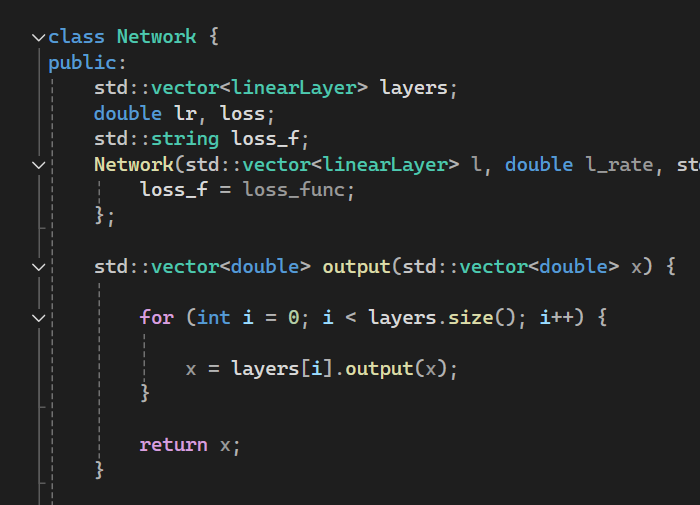 class Network {
public:
std::vector<linearLayer> layers;
double lr, loss;
std::string loss_f;
Network(std::vector<linearLayer> l, double l_rate,
loss_f = loss_func;
};
std::vector<double> output(std::vector<double> x) {
for (int i = 0; i < layers.size(); i++) {
x = layers[i].output(x);
}
return x;
}